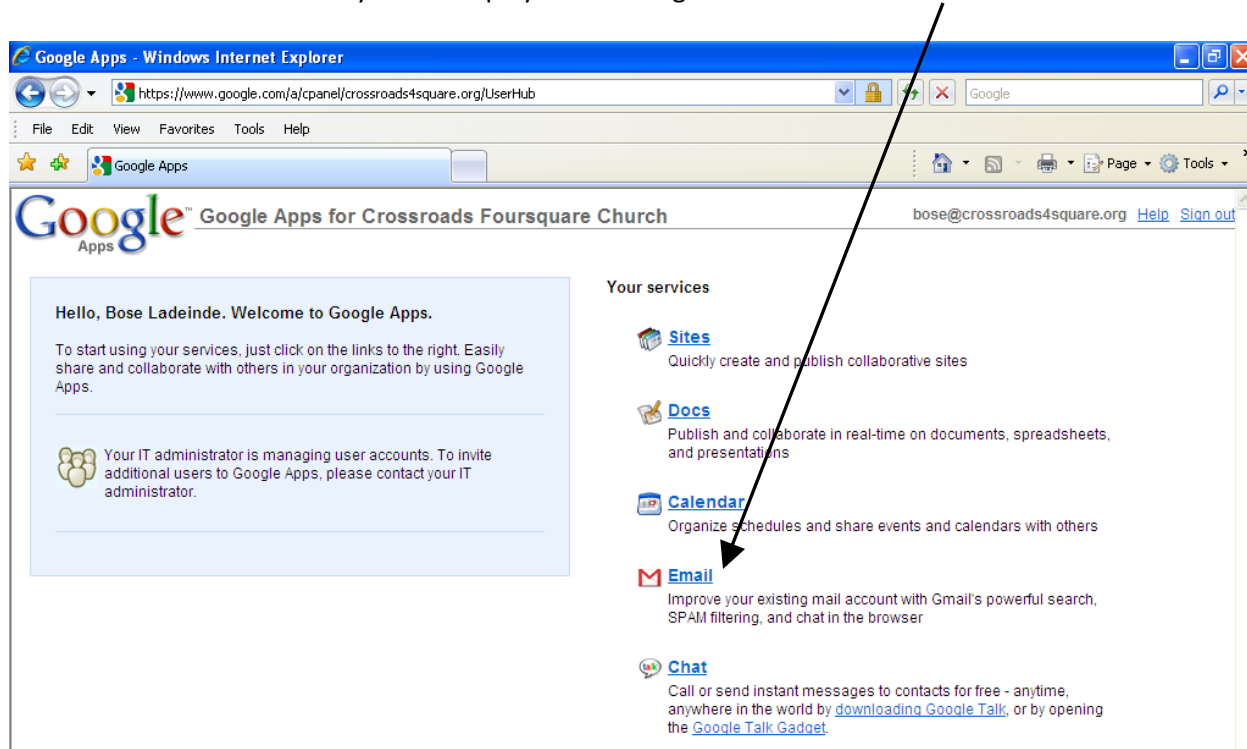 Google Apps - Windows Internet Explorer
https://www.google.com/a/cpanel/crossroads4square.org/UserHub
Google
File Edit View Favorites Tools Help
Google Apps
Page Tools
Google™ Apps
Google Apps for Crossroads Foursquare Church
bose@crossroads4square.org Help Sign out
Hello, Bose Ladeinde. Welcome to Google Apps.
To start using your services, just click on the links to the right. Easily
share and collaborate with others in your organization by using Google
Apps.
Your IT administrator is managing user accounts. To invite
additional users to Google Apps, please contact your IT
administrator.
Your services
Sites
Quickly create and publish collaborative sites
Docs
Publish and collaborate in real-time on documents, spreadsheets,
and presentations
Calendar
Organize schedules and share events and calendars with others
Email
Improve your existing mail account with Gmail's powerful search,
SPAM filtering, and chat in the browser
talk
Chat
Call or send instant messages to contacts for free - anytime,
anywhere in the world by downloading Google Talk, or by opening
the Google Talk Gadget.